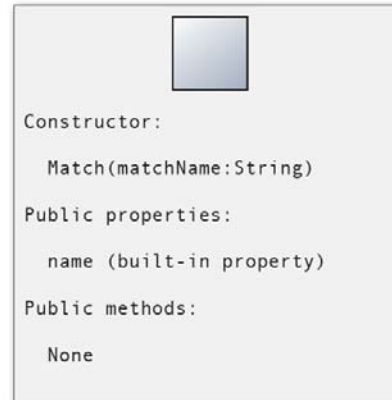 Constructor:
Match(matchName:String)
Public properties:
name (built-in property)
Public methods:
None